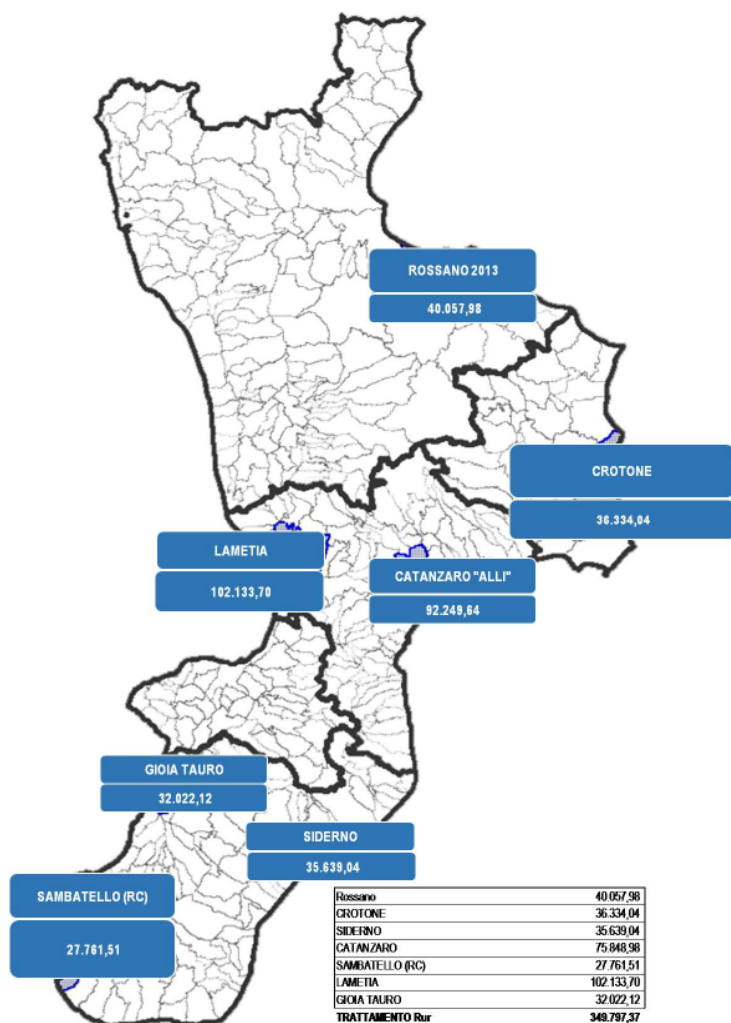 ROSSANO 2013
40.057,98
CROTONE
36.334,04
LAMETIA
102.133,70
CATANZARO "ALLI"
92.249,64
GIOIA TAURO
32.022,12
SIDERNO
35.639,04
SAMBATELLO (RC)
27.761,51
Rossano 40.057,98
CROTONE 36.334,04
SIDERNO 35.639,04
CATANZARO 75.848,98
SAMBATELLO (RC) 27.761,51
LAMETIA 102.133,70
GIOIA TAURO 32.022,12
TRATTAMENTO Rur 349.797,37